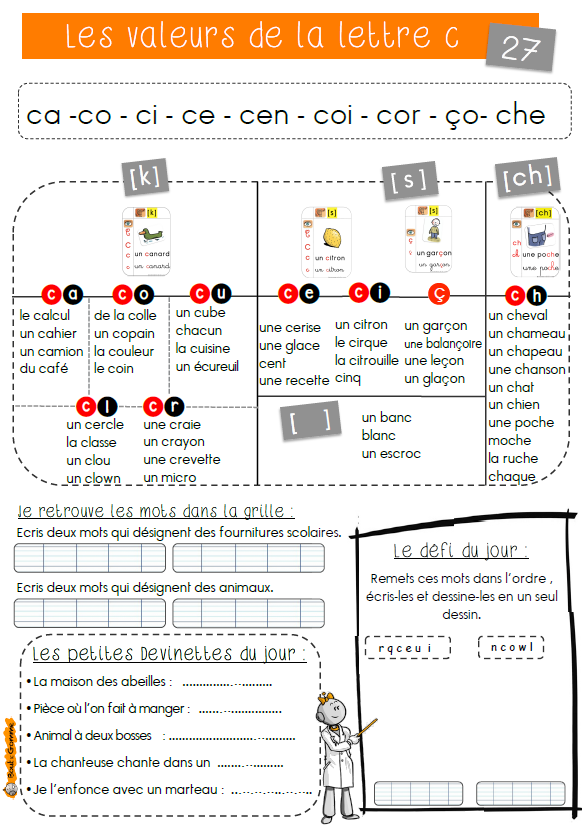 Les valeurs de la lettre c
27
ca -co - ci - ce - cen - coi - cor - ço- che
[k]
[s]
[ch]
[k]
un canard
un canard
[s]
un citron
un citron
[s]
ç
un garçon
un garçon
[ch]
ch
une poche
une poche
ca
co
cu
ce
ci
ç
ch
le calcul
un cahier
un camion
du café
de la colle
un copain
la couleur
le coin
un cube
chacun
la cuisine
un écureuil
une cerise
une glace
cent
une recette
un citron
le cirque
la citrouille
cinq
un garçon
une balançoire
une leçon
un glaçon
un cheval
un chameau
un chapeau
une chanson
un chat
un chien
une poche
moche
la ruche
chaque
cl
cr
un cercle
la classe
un clou
un clown
une craie
un crayon
une crevette
un micro
[ ]
un banc
blanc
un escroc
Je retrouve les mots dans la grille :
Ecris deux mots qui désignent des fournitures scolaires.
Ecris deux mots qui désignent des animaux.
Les petites Devinettes du jour :
• La maison des abeilles : ..................
• Pièce où l'on fait à manger : ..................
• Animal à deux bosses : ..................
• La chanteuse chante dans un ..................
• Je l'enfonce avec un marteau : ..................
Le défi du jour :
Remets ces mots dans l'ordre ,
écris-les et dessine-les en un seul
dessin.
r q c e u i
n c o w l
Bout de Gomme